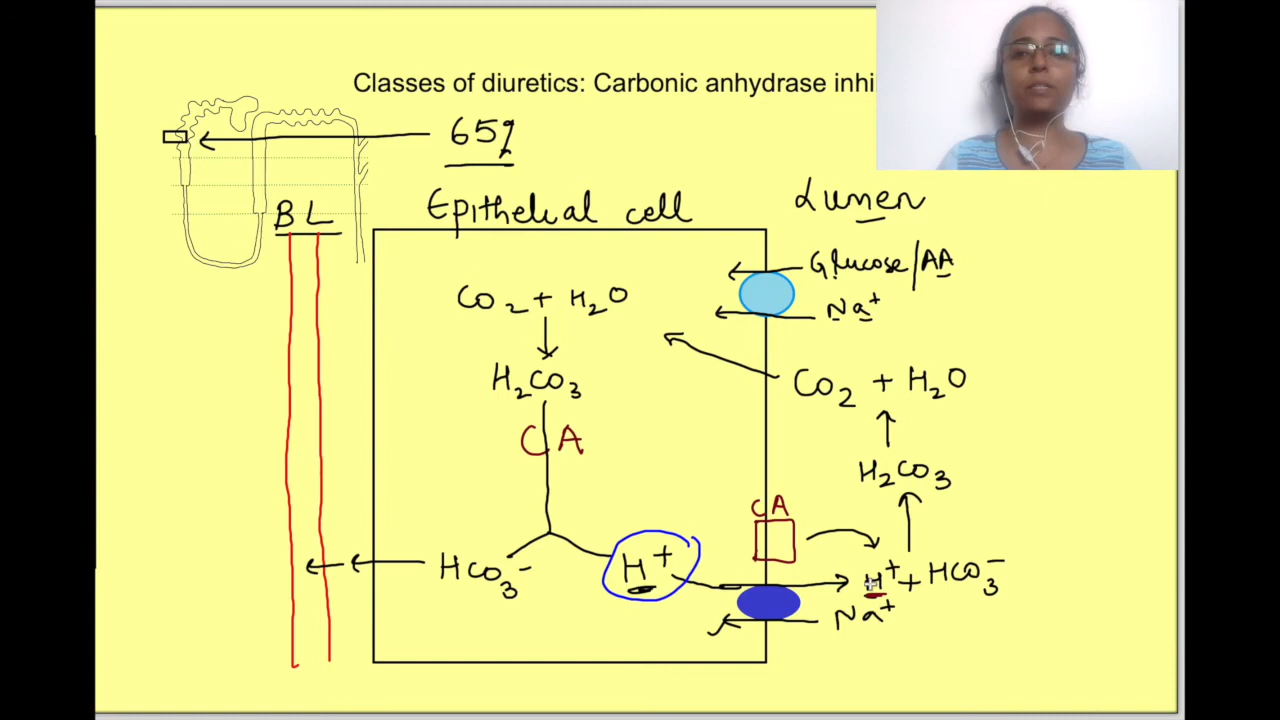 Classes of diuretics: Carbonic anhydrase inhi
65%
BL
Epithelial cell
Lumen
Glucose/AA
Na+
CO2 + H2O
H2CO3
CA
HCO3-
H+
CO2 + H2O
H2CO3
CA
H+ + HCO3-
Na+